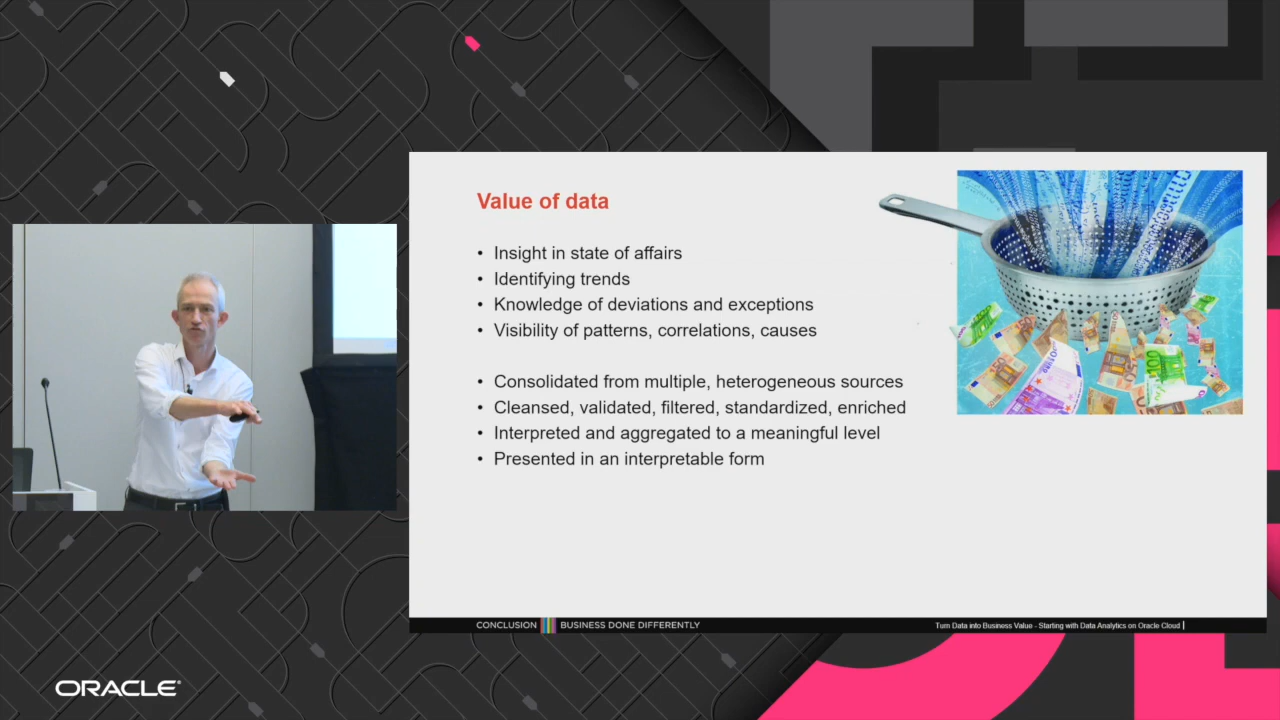 Value of data
• Insight in state of affairs
• Identifying trends
• Knowledge of deviations and exceptions
• Visibility of patterns, correlations, causes
• Consolidated from multiple, heterogeneous sources
• Cleansed, validated, filtered, standardized, enriched
• Interpreted and aggregated to a meaningful level
• Presented in an interpretable form
CONCLUSION BUSINESS DONE DIFFERENTLY
Turn Data into Business Value - Starting with Data Analytics on Oracle Cloud |
ORACLE